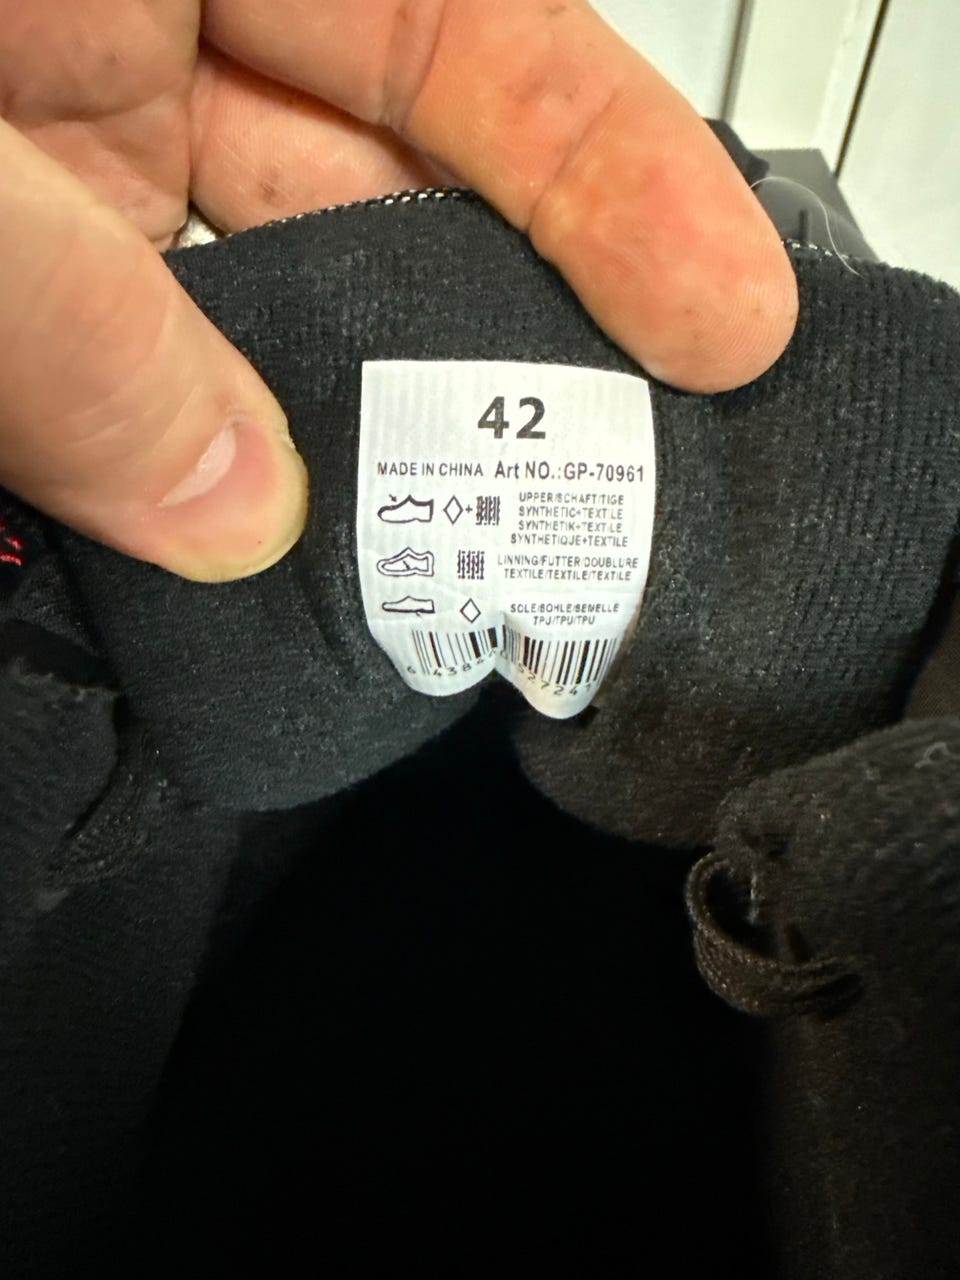 42
MADE IN CHINA Art NO.:GP-70961
UPPER/SCHAFT/TIGE
SYNTHETIC+TEXTILE
SYNTHETIK+TEXTILE
SYNTHETIQUE+TEXTILE
LINNING/FUTTER/DOUBLURE
TEXTILE/TEXTILE/TEXTILE
SOLE/SOHLE/SEMELLE
TPU/TPU/TPU